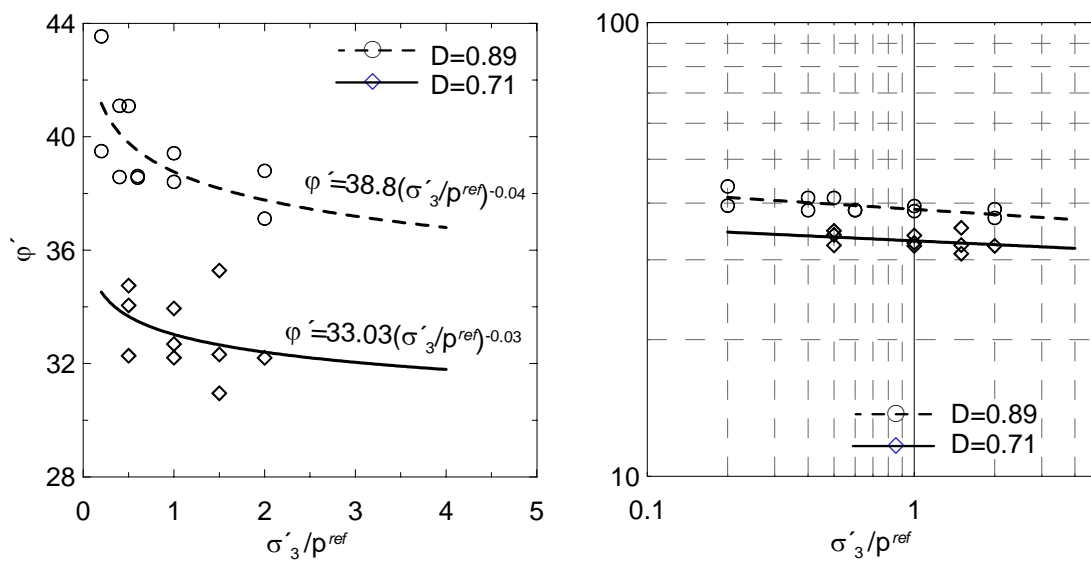 44
40
36
32
28
φ´
D=0.89
D=0.71
φ´=38.8(σ´3/pref)-0.04
φ´=33.03(σ´3/pref)-0.03
0 1 2 3 4 5
σ´3/pref
100
10
D=0.89
D=0.71
0.1 1
σ´3/pref